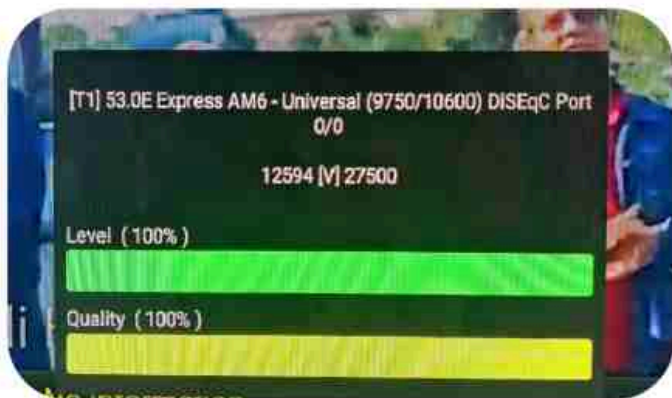 [T1] 53.0E Express AM6 - Universal (9750/10600) DiSEqC Port
0/0
12594 [V] 27500
Level ( 100% )
Quality ( 100% )